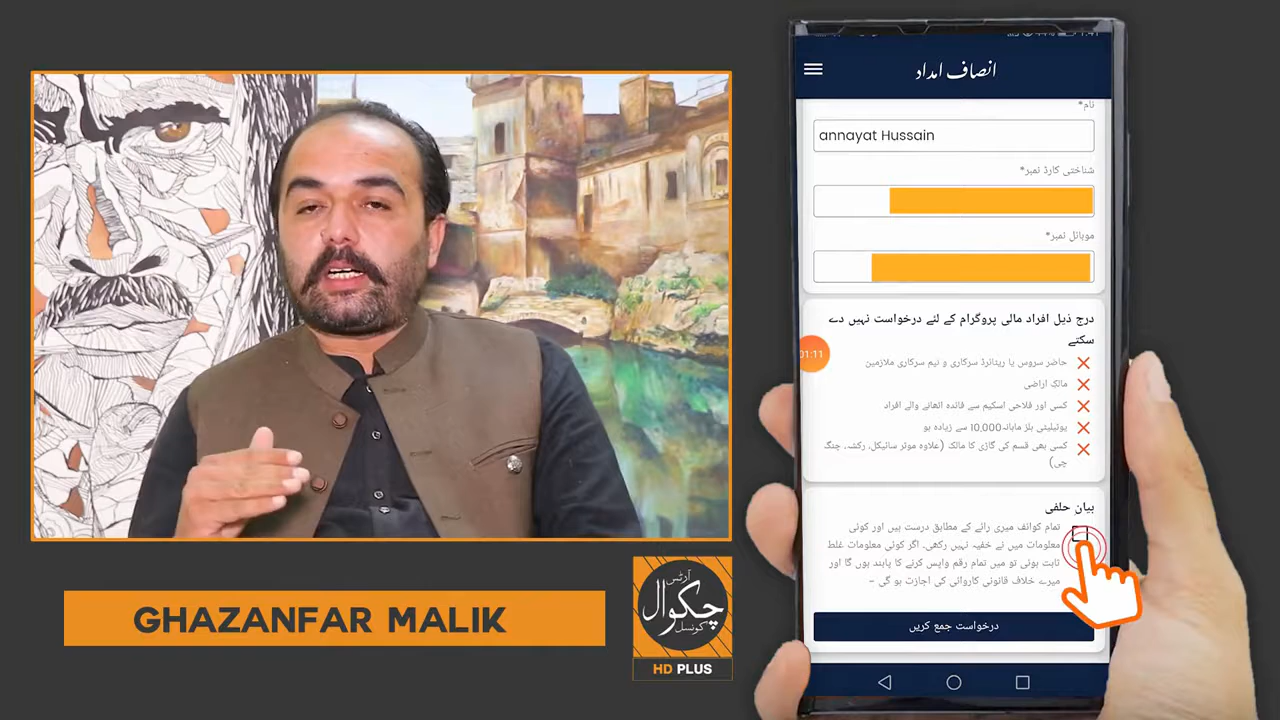 GHAZANFAR MALIK
آرٹس
چکوال
کونسل
HD PLUS
انصاف امداد
نام*
annayat Hussain
شناختی کارڈ نمبر*
موبائل نمبر*
درج ذیل افراد مالی پروگرام کے لئے درخواست نہیں دے
سکتے
حاضر سروس یا ریٹائرڈ سرکاری و نیم سرکاری ملازمین
مالک اراضی
کسی اور فلاحی اسکیم سے فائدہ اٹھانے والے افراد
یوٹیلیٹی بلز ماہانہ 10,000 سے زیادہ ہو
کسی بھی قسم کی گاڑی کا مالک (علاوہ موٹر سائیکل، رکشہ، چنگ
چی)
01:11
بیان حلفی
تمام کوائف میری رائے کے مطابق درست ہیں اور کوئی
معلومات میں نے خفیہ نہیں رکھی۔ اگر کوئی معلومات غلط
ثابت ہوئی تو میں تمام رقم واپس کرنے کا پابند ہوں گا اور
میرے خلاف قانونی کاروائی کی اجازت ہو گی –
درخواست جمع کریں